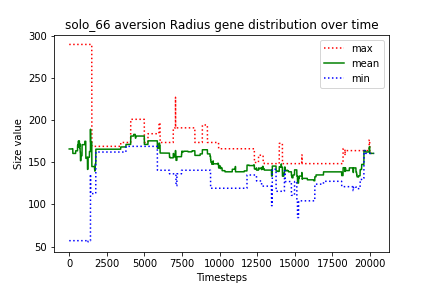 solo_66 aversion Radius gene distribution over time
300
250
200
150
100
50
Size value
max
mean
min
0 2500 5000 7500 10000 12500 15000 17500 20000
Timesteps